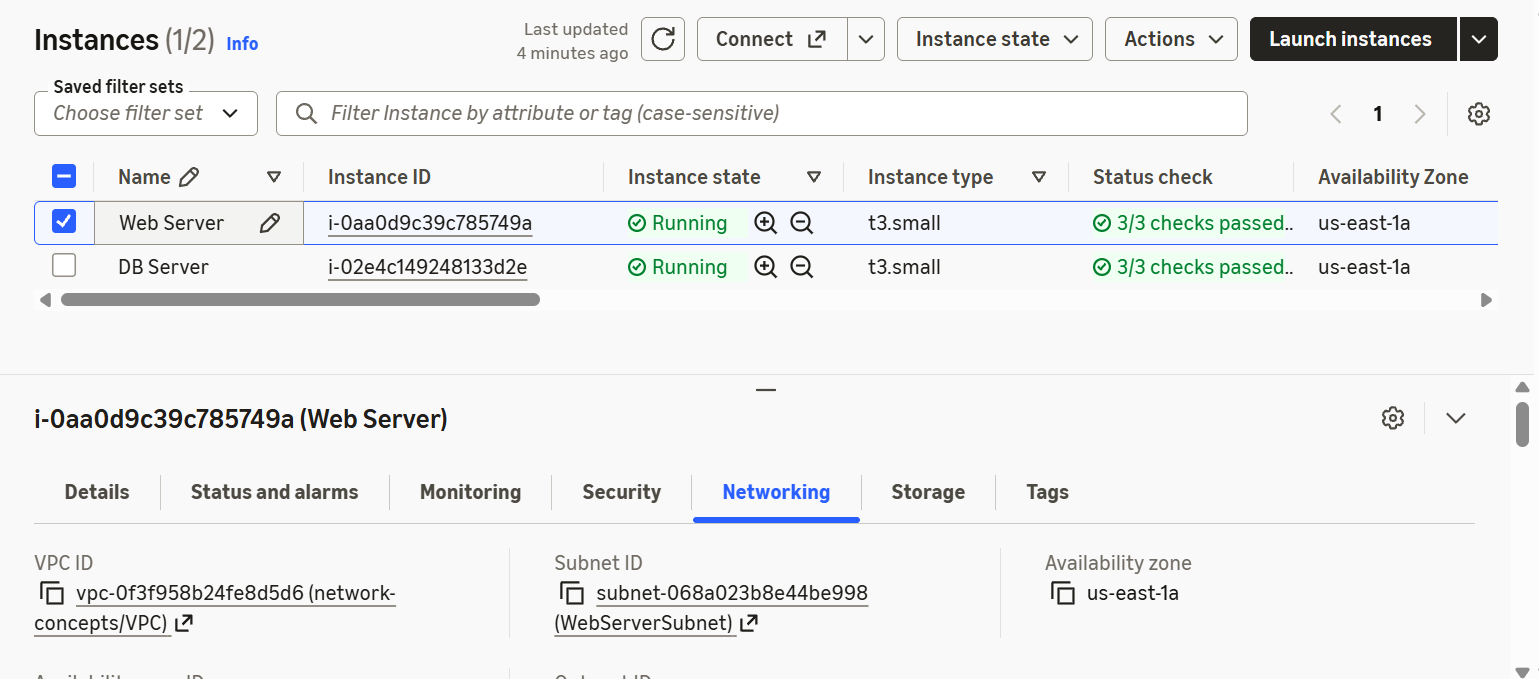 Instances (1/2) Info
Last updated
4 minutes ago
Connect
Instance state
Actions
Launch instances
Saved filter sets
Choose filter set
Filter Instance by attribute or tag (case-sensitive)
1
Name Instance ID Instance state Instance type Status check Availability Zone
Web Server i-0aa0d9c39c785749a Running t3.small 3/3 checks passed.. us-east-1a
DB Server i-02e4c149248133d2e Running t3.small 3/3 checks passed.. us-east-1a
i-0aa0d9c39c785749a (Web Server)
Details Status and alarms Monitoring Security Networking Storage Tags
VPC ID
vpc-0f3f958b24fe8d5d6 (network-
concepts/VPC)
Subnet ID
subnet-068a023b8e44be998
(WebServerSubnet)
Availability zone
us-east-1a